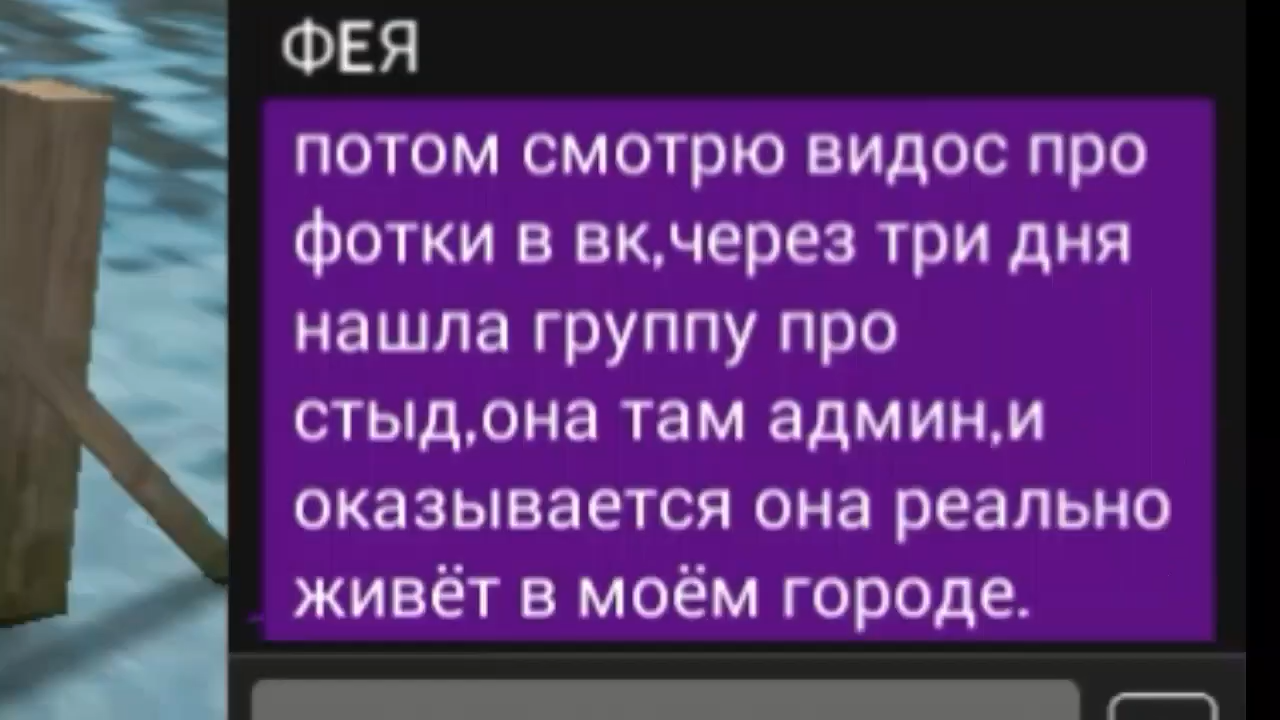 ФЕЯ
потом смотрю видос про
фотки в вк,через три дня
нашла группу про
стыд,она там админ,и
оказывается она реально
живёт в моём городе.